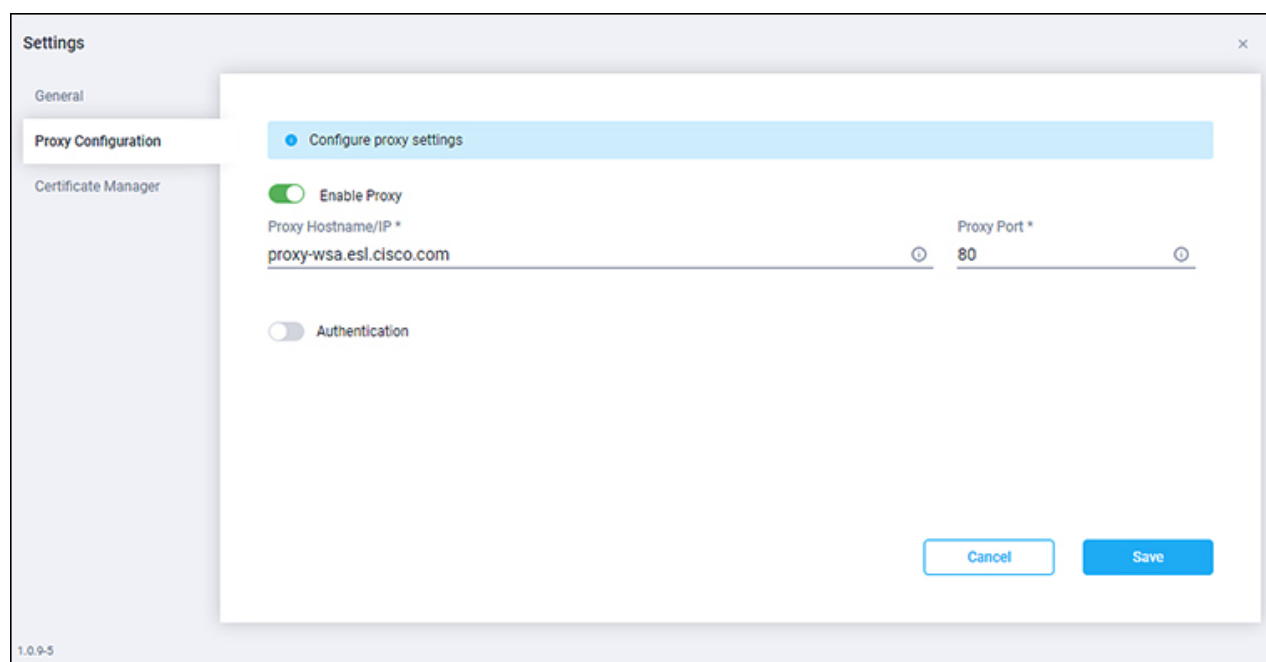 Settings
General
Proxy Configuration
Configure proxy settings
Certificate Manager
Enable Proxy
Proxy Hostname/IP * Proxy Port *
proxy-wsa.esl.cisco.com 80
Authentication
Cancel Save
1.0.9-5